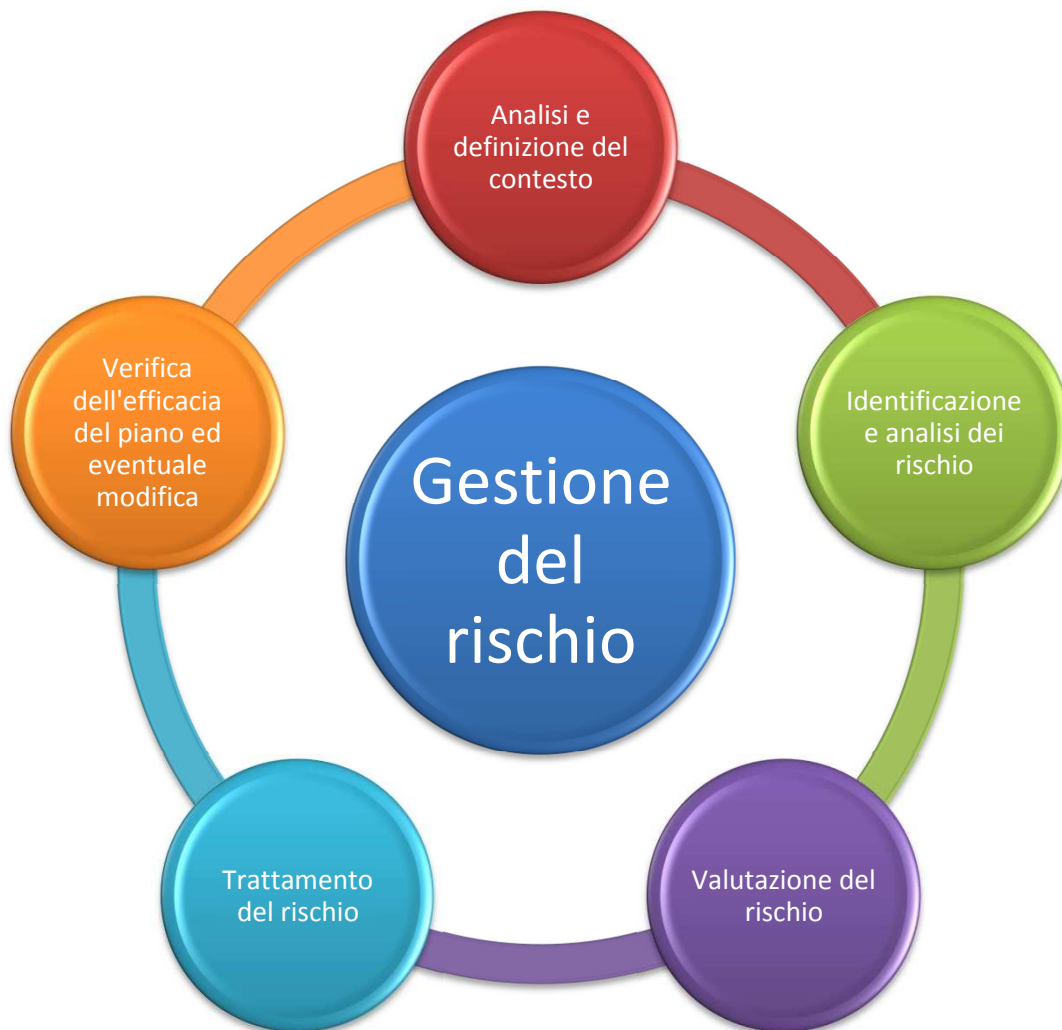 Analisi e
definizione del
contesto
Identificazione
e analisi dei
rischio
Valutazione del
rischio
Trattamento
del rischio
Verifica
dell'efficacia
del piano ed
eventuale
modifica
Gestione
del
rischio